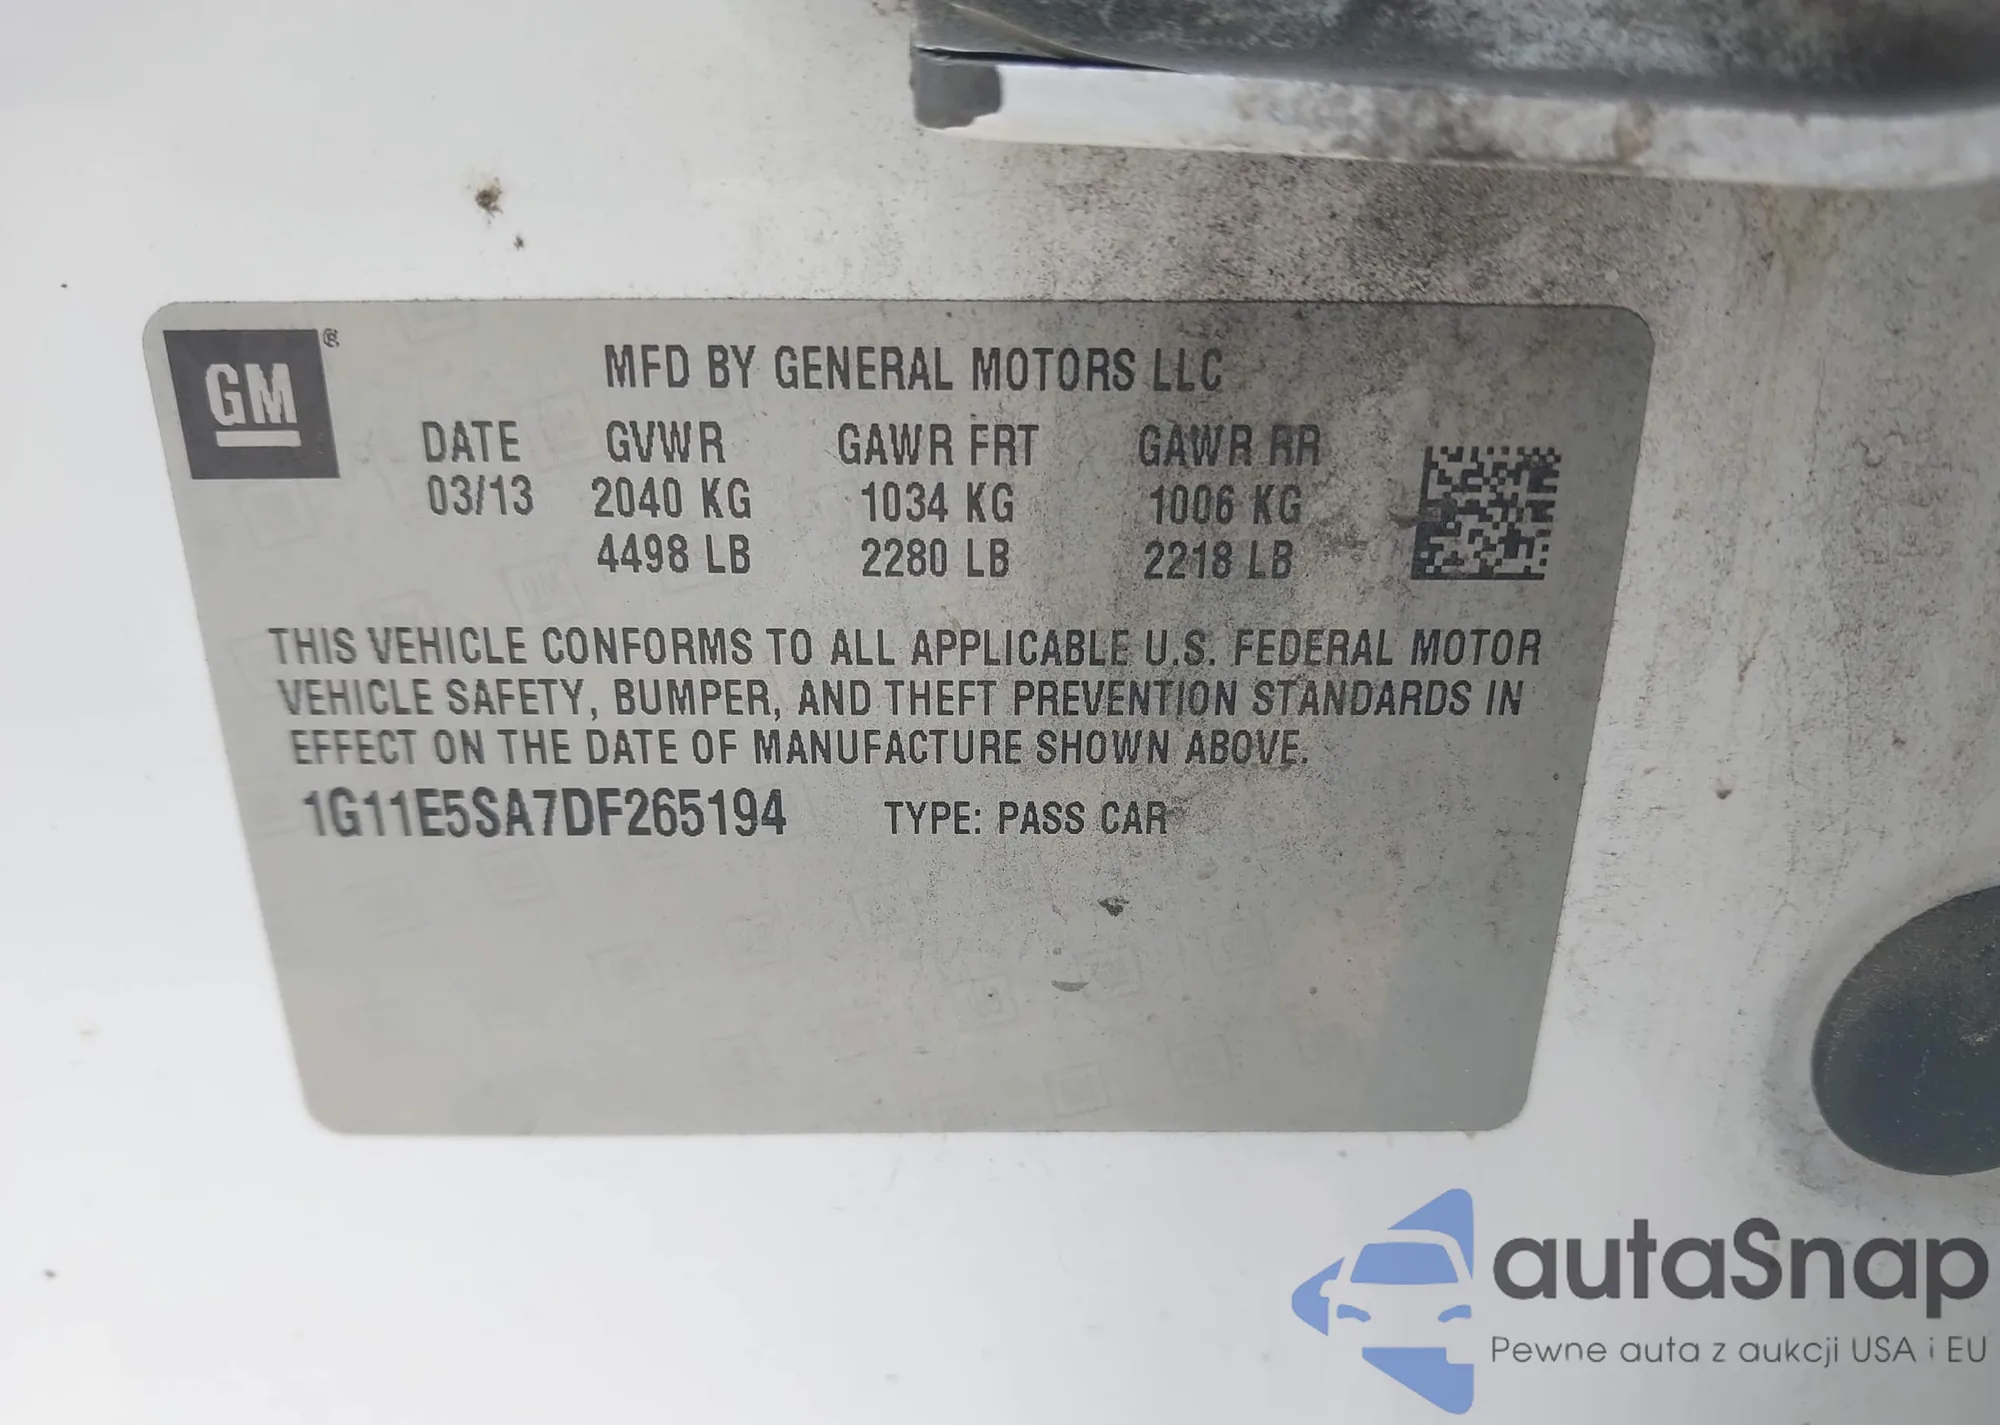 GM ®
MFD BY GENERAL MOTORS LLC
DATE GVWR GAWR FRT GAWR RR
03/13 2040 KG 1034 KG 1006 KG
4498 LB 2280 LB 2218 LB
THIS VEHICLE CONFORMS TO ALL APPLICABLE U.S. FEDERAL MOTOR
VEHICLE SAFETY, BUMPER, AND THEFT PREVENTION STANDARDS IN
EFFECT ON THE DATE OF MANUFACTURE SHOWN ABOVE.
1G11E5SA7DF265194 TYPE: PASS CAR
autaSnap
Pewne auta z aukcji USA i EU